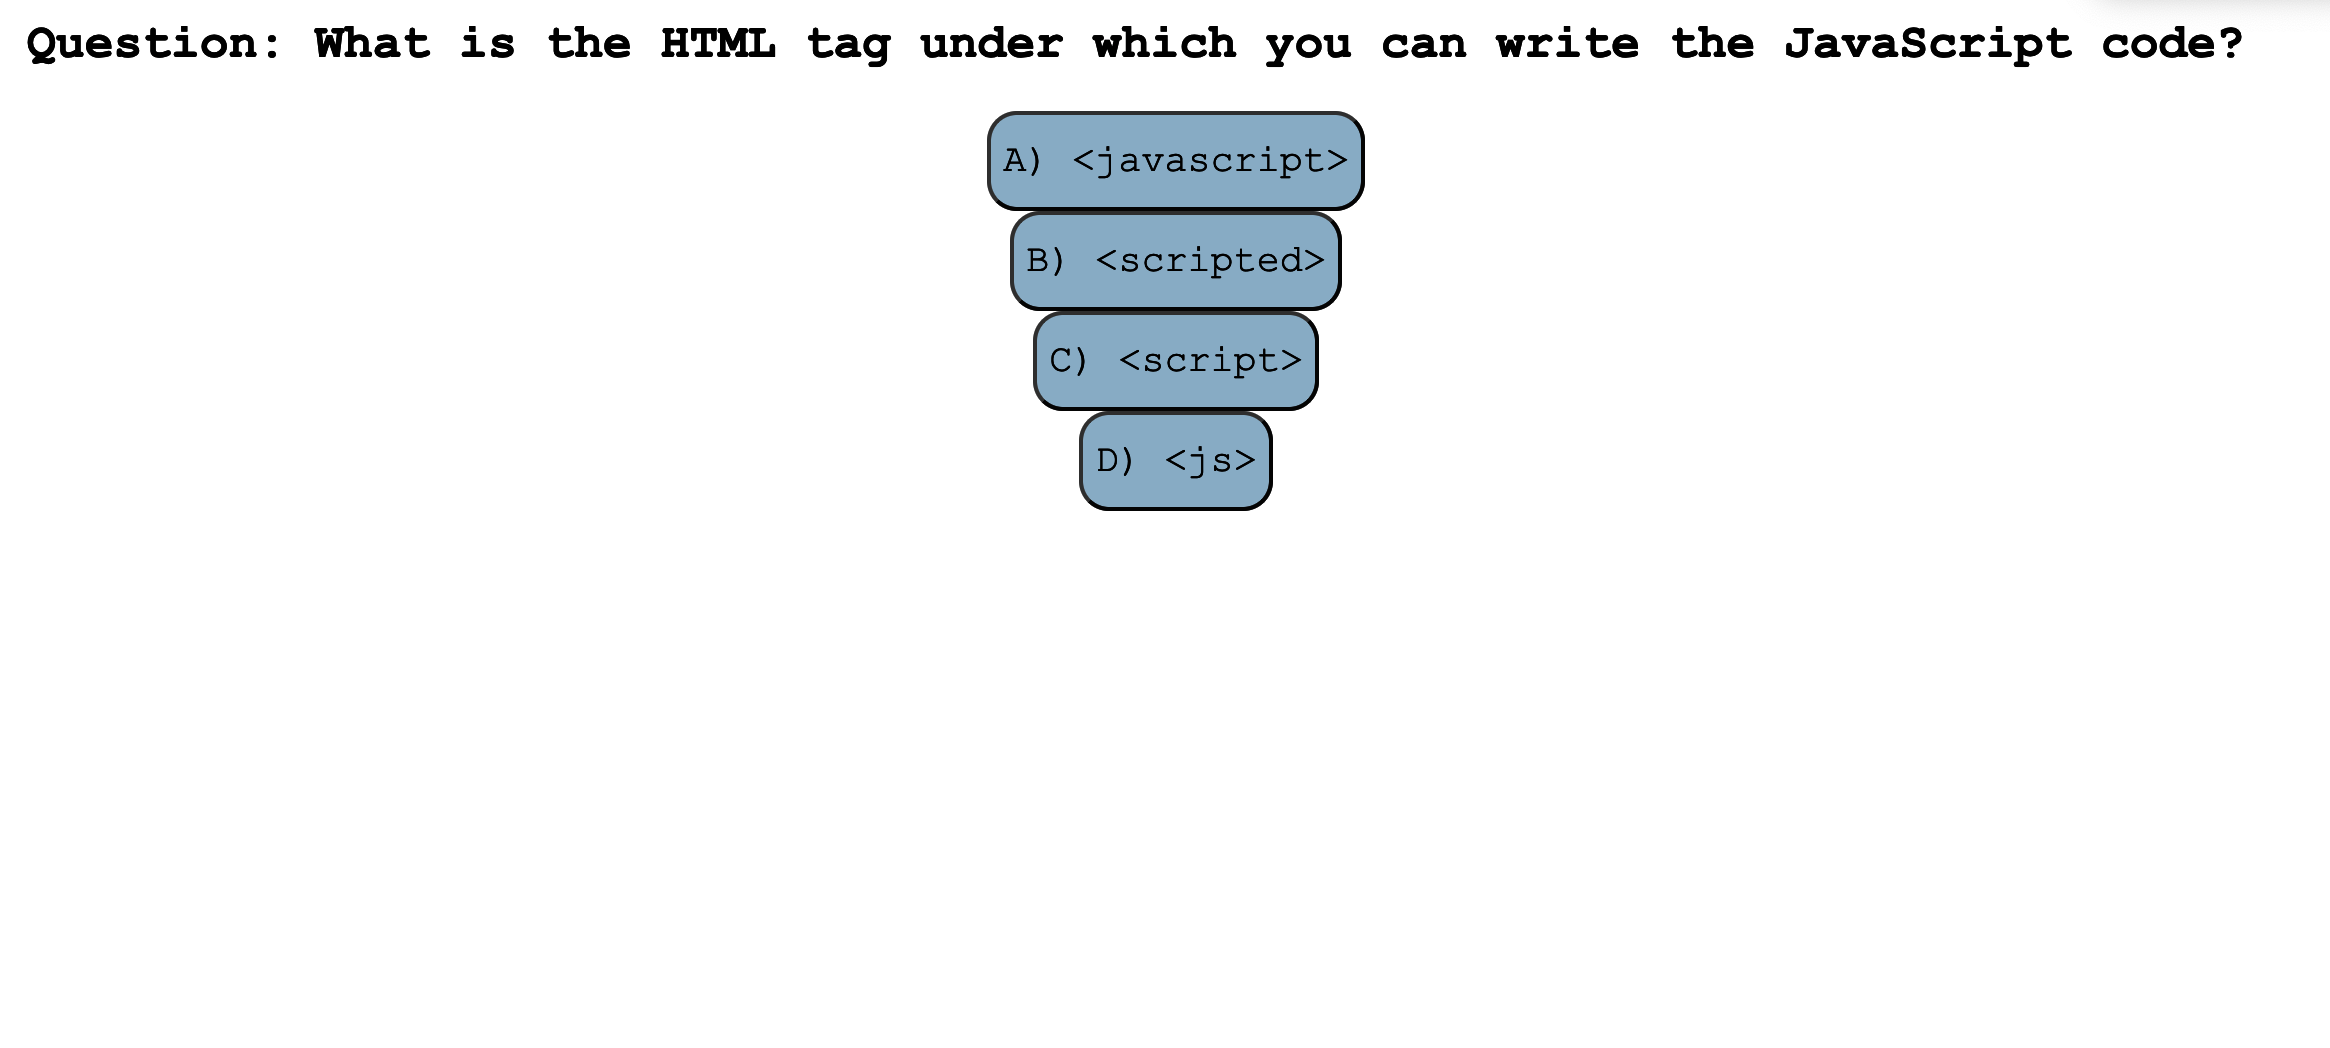 Question: What is the HTML tag under which you can write the JavaScript code?
A) <javascript>
B) <scripted>
C) <script>
D) <js>